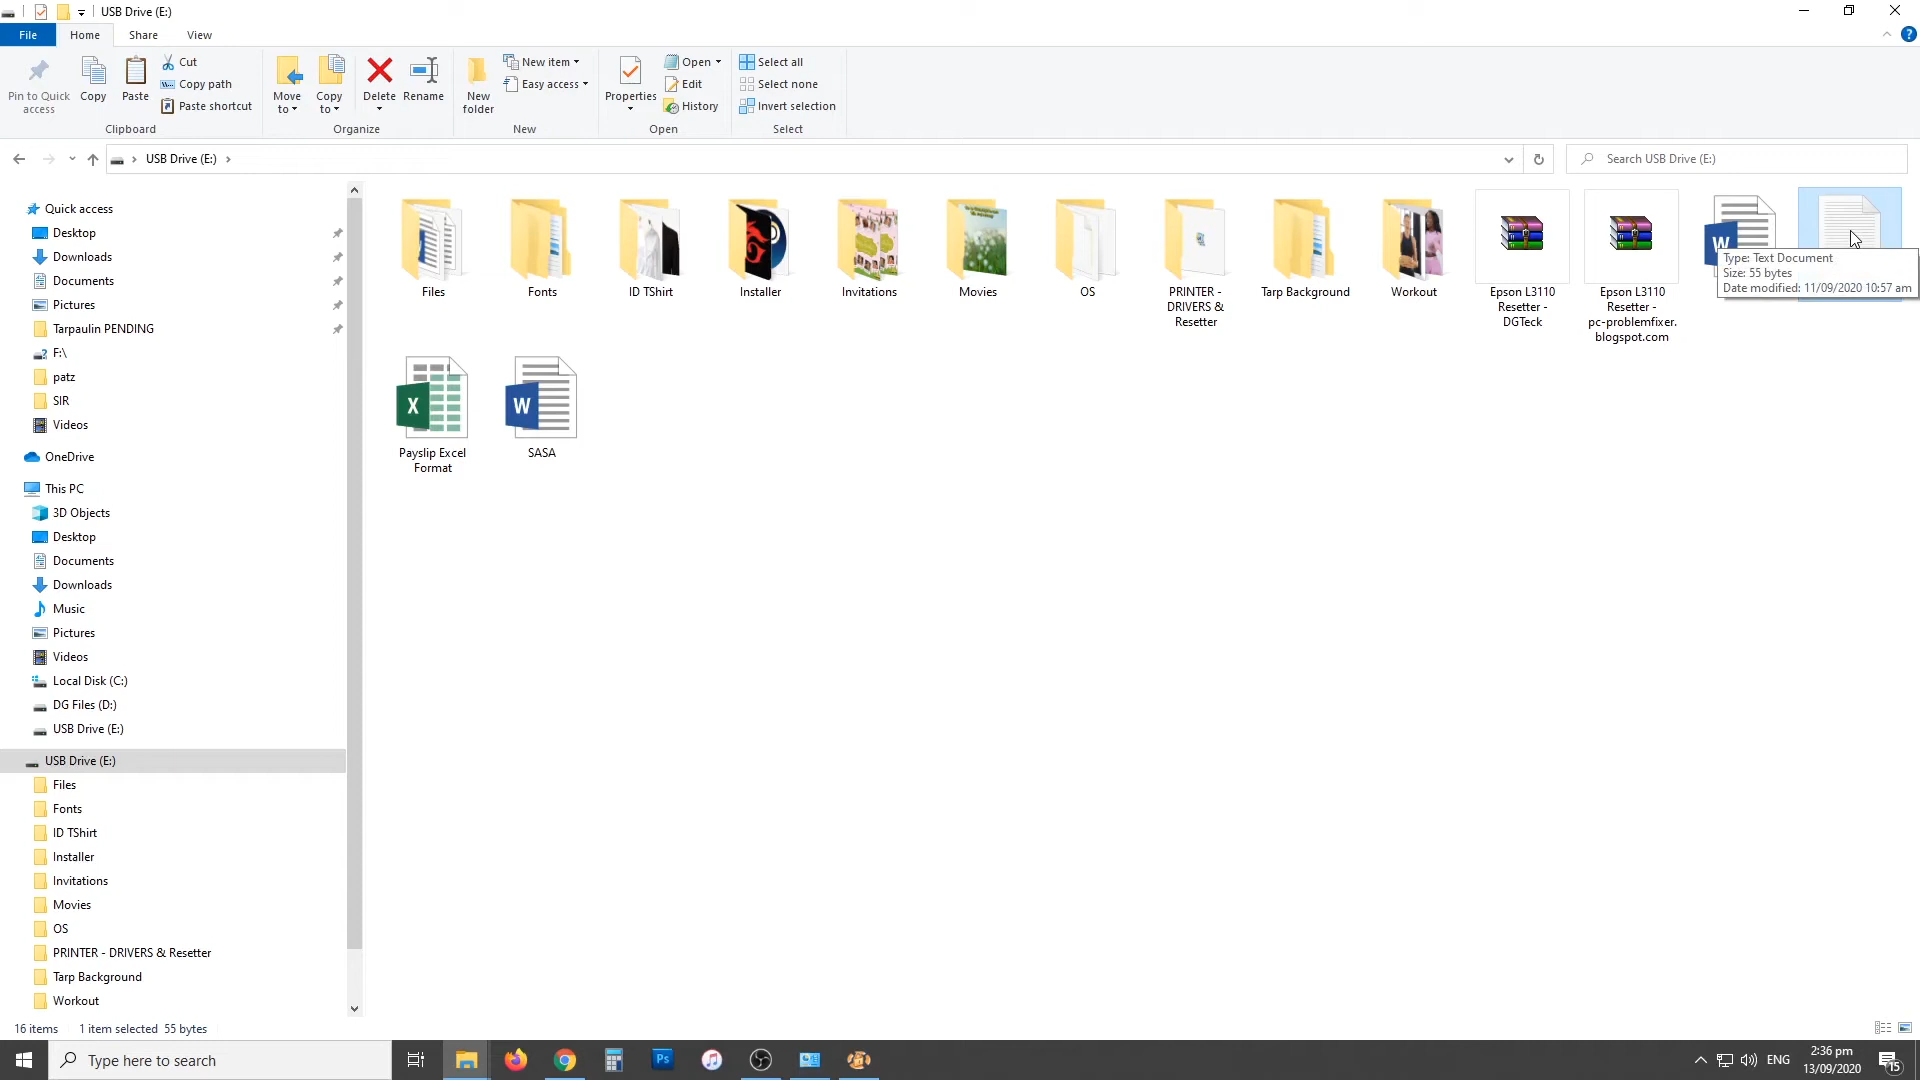 USB Drive (E:)
File
Home
Share
View
Pin to Quick
access
Copy
Paste
Cut
Copy path
Paste shortcut
Clipboard
Move
to
Copy
to
Delete
Rename
Organize
New
folder
New item
Easy access
New
Properties
Open
Edit
History
Open
Select all
Select none
Invert selection
Select
USB Drive (E:)
Search USB Drive (E:)
Quick access
Desktop
Downloads
Documents
Pictures
Tarpaulin PENDING
F:\
patz
SIR
Videos
OneDrive
This PC
3D Objects
Desktop
Documents
Downloads
Music
Pictures
Videos
Local Disk (C:)
DG Files (D:)
USB Drive (E:)
USB Drive (E:)
Files
Fonts
ID TShirt
Installer
Invitations
Movies
OS
PRINTER - DRIVERS & Resetter
Tarp Background
Workout
Files
Fonts
ID TShirt
Installer
Invitations
Movies
OS
PRINTER -
DRIVERS &
Resetter
Tarp Background
Workout
Epson L3110
Resetter -
DGTeck
Epson L3110
Resetter -
pc-problemfixer.
blogspot.com
W
Type: Text Document
Size: 55 bytes
Date modified: 11/09/2020 10:57 am
X
Payslip Excel
Format
W
SASA
16 items
1 item selected 55 bytes
Type here to search
Ps
ENG
2:36 pm
13/09/2020
15